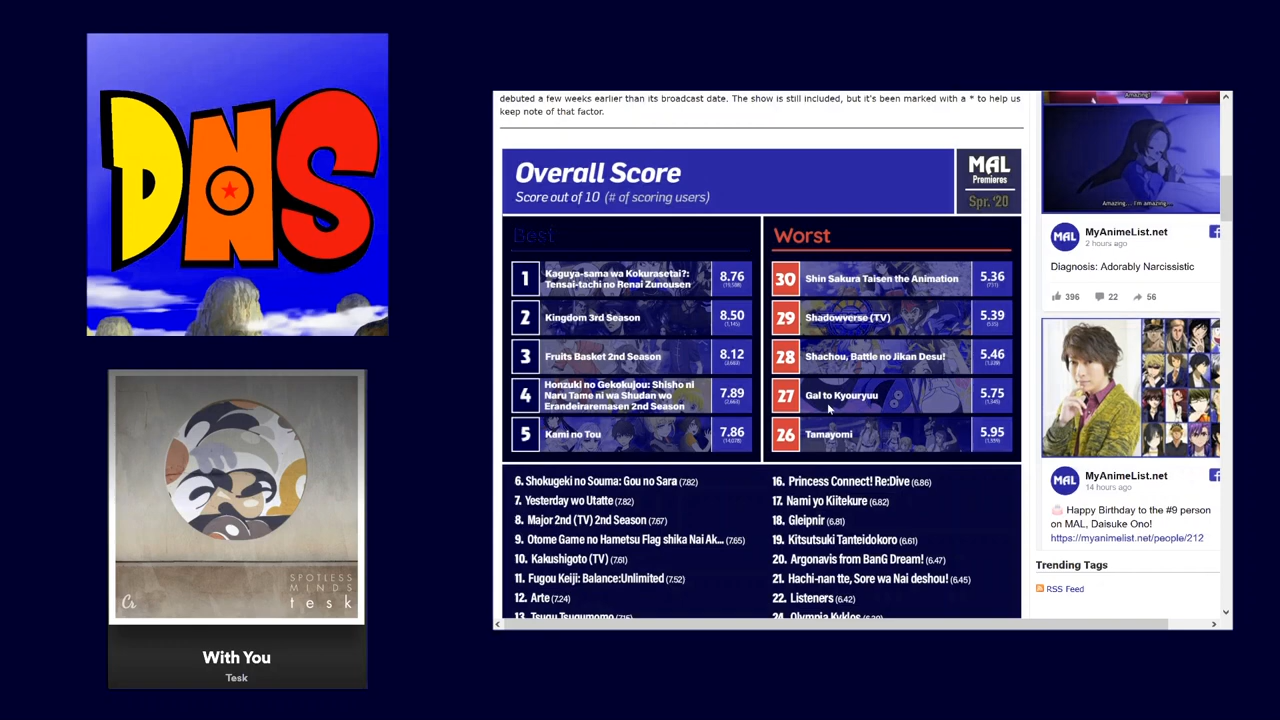 DNS
SPOTLESS
MINDS
tesk
Cr
With You
Tesk
debuted a few weeks earlier than its broadcast date. The show is still included, but it's been marked with a * to help us
keep note of that factor.
Overall Score
Score out of 10 (# of scoring users)
MAL
Premieres
Spr. '20
Best
1
Kaguya-sama wa Kokurasetai?:
Tensai-tachi no Renai Zunousen
8.76
2
Kingdom 3rd Season
8.50
3
Fruits Basket 2nd Season
8.12
4
Honzuki no Gekokujou: Shisho ni
Naru Tame ni wa Shudan wo
Erandeiraremasen 2nd Season
7.89
5
Kami no Tou
7.86
Worst
30
Shin Sakura Taisen the Animation
5.36
29
Shadowverse (TV)
5.39
28
Shachou, Battle no Jikan Desu!
5.46
27
Gal to Kyouryuu
5.75
26
Tamayomi
5.95
6. Shokugeki no Souma: Gou no Sara (7.82)
7. Yesterday wo Utatte (7.82)
8. Major 2nd (TV) 2nd Season (7.67)
9. Otome Game no Hametsu Flag shika Nai Ak... (7.65)
10. Kakushigoto (TV) (7.61)
11. Fugou Keiji: Balance:Unlimited (7.52)
12. Arte (7.24)
13. Tsugu Tsugumomo
16. Princess Connect! Re:Dive (6.86)
17. Nami yo Kiitekure (6.82)
18. Gleipnir (6.81)
19. Kitsutsuki Tanteidokoro (6.61)
20. Argonavis from BanG Dream! (6.47)
21. Hachi-nan tte, Sore wa Nai deshou! (6.45)
22. Listeners (6.42)
24. Olympia Kyklos
Amazing!
Amazing... I'm amazing...
MAL
MyAnimeList.net
2 hours ago
Diagnosis: Adorably Narcissistic
396
22
56
MAL
MyAnimeList.net
14 hours ago
Happy Birthday to the #9 person
on MAL, Daisuke Ono!
https://myanimelist.net/people/212
Trending Tags
RSS Feed